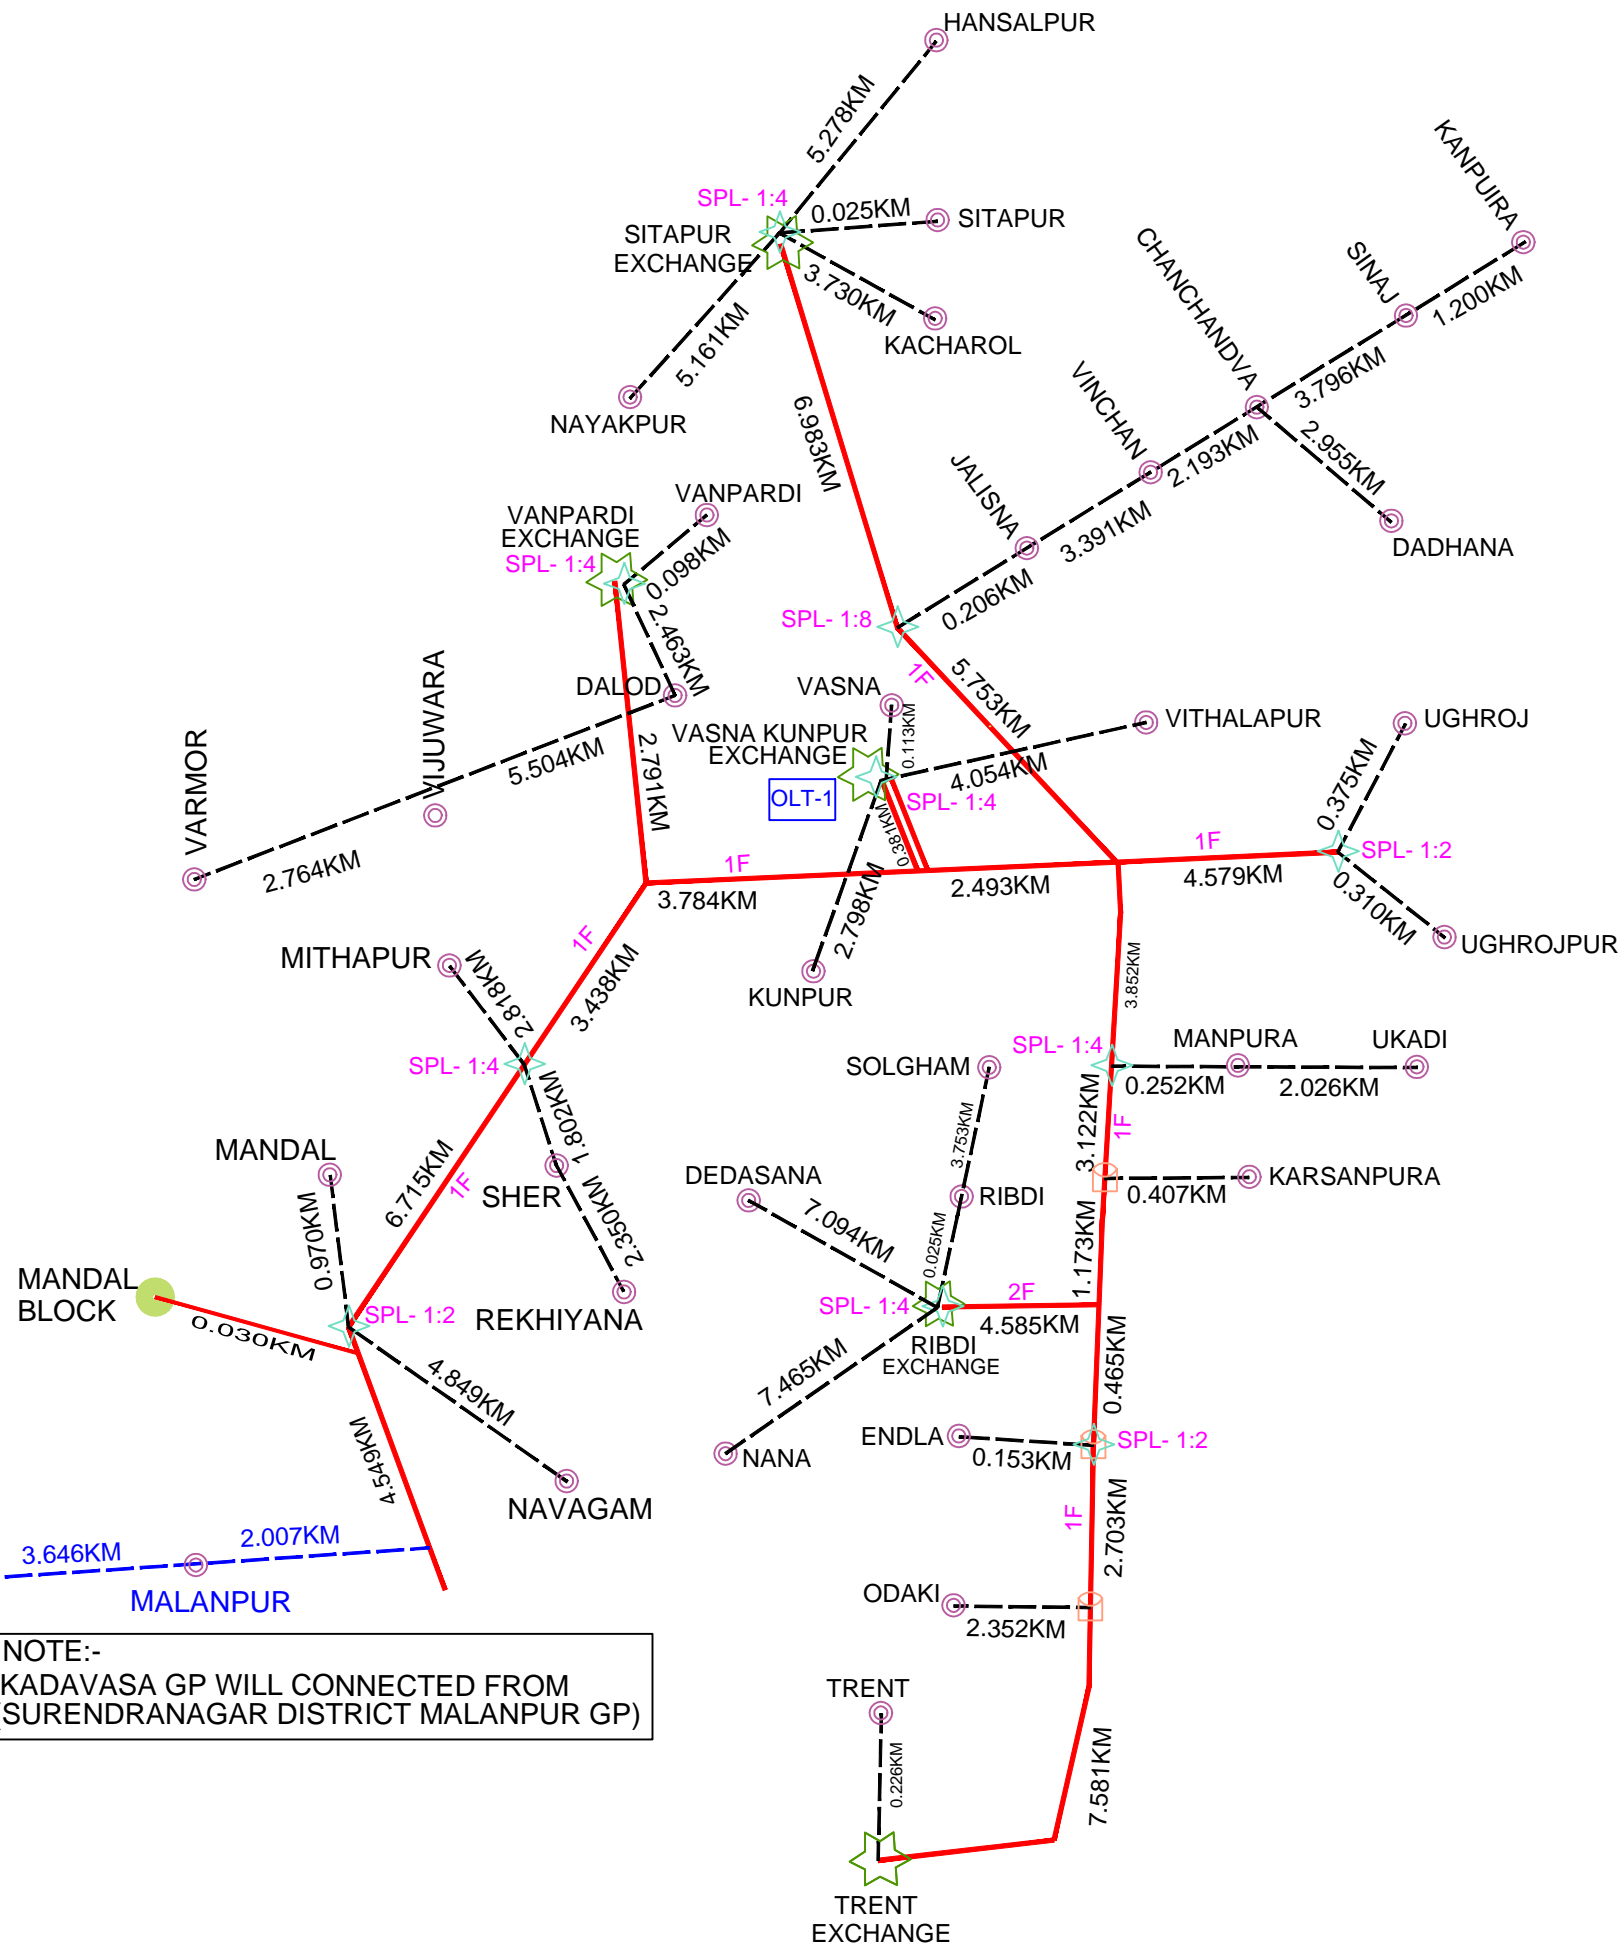 HANSALPUR
5.278KM
SPL- 1:4
0.025KM
SITAPUR
SITAPUR
EXCHANGE
3.730KM
KACHAROL
5.161KM
NAYAKPUR
6.983KM
KANPUIRA
SINAJ
1.200KM
CHANCHANDVA
3.796KM
VINCHAN
2.193KM
2.955KM
DADHANA
JALISNA
3.391KM
0.206KM
SPL- 1:8
1F
5.753KM
VANPARDI
VANPARDI
EXCHANGE
SPL- 1:4
0.098KM
2.463KM
DALOD
2.791KM
5.504KM
VIJUWARA
VARMOR
2.764KM
VASNA
0.113KM
VASNA KUNPUR
EXCHANGE
OLT-1
SPL- 1:4
0.381KM
4.054KM
VITHALAPUR
UGHROJ
0.375KM
1F
SPL- 1:2
4.579KM
0.310KM
UGHROJPUR
1F
3.784KM
2.493KM
2.798KM
KUNPUR
1F
3.438KM
MITHAPUR
2.818KM
SPL- 1:4
1.802KM
SHER
2.350KM
REKHIYANA
6.715KM
1F
MANDAL
0.970KM
MANDAL
BLOCK
0.030KM
SPL- 1:2
4.849KM
NAVAGAM
4.549KM
3.646KM
2.007KM
MALANPUR
3.852KM
SPL- 1:4
MANPURA
UKADI
0.252KM
2.026KM
3.122KM
1F
KARSANPURA
0.407KM
1.173KM
SOLGHAM
3.753KM
RIBDI
0.025KM
DEDASANA
7.094KM
SPL- 1:4
2F
4.585KM
RIBDI
EXCHANGE
7.465KM
NANA
0.465KM
ENDLA
0.153KM
SPL- 1:2
1F
2.703KM
ODAKI
2.352KM
7.581KM
TRENT
0.226KM
TRENT
EXCHANGE
NOTE:-
KADAVASA GP WILL CONNECTED FROM
(SURENDRANAGAR DISTRICT MALANPUR GP)